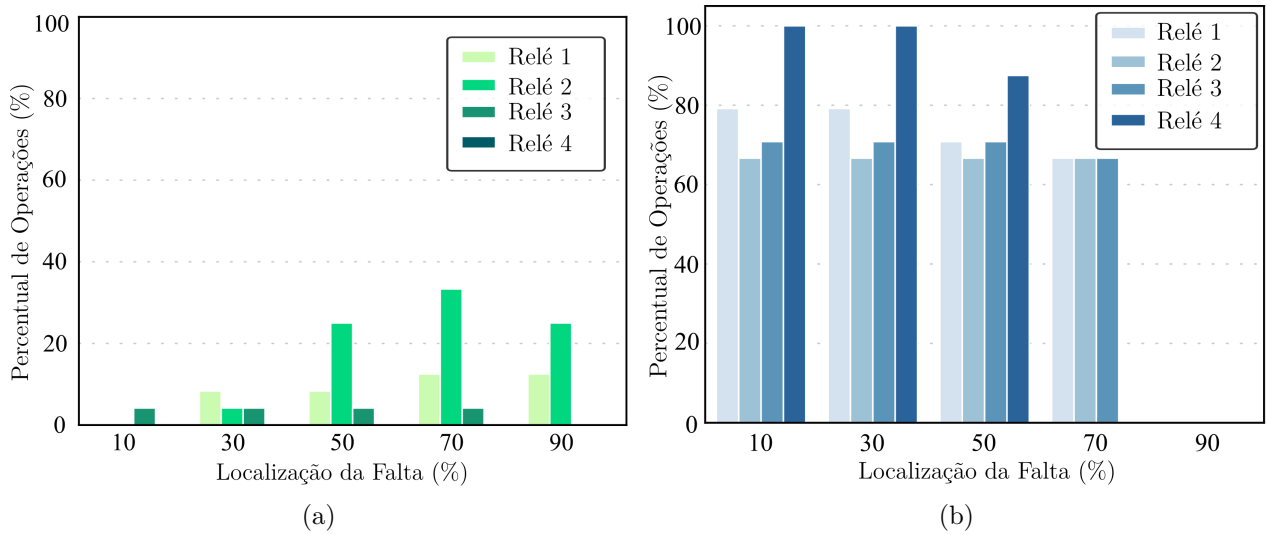 100
80
60
40
20
0
Percentual de Operações (%)
Relé 1
Relé 2
Relé 3
Relé 4
10 30 50 70 90
Localização da Falta (%)
(a)
100
80
60
40
20
0
Percentual de Operações (%)
Relé 1
Relé 2
Relé 3
Relé 4
10 30 50 70 90
Localização da Falta (%)
(b)